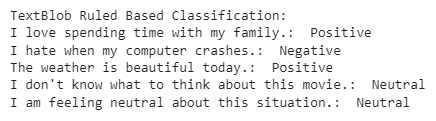 TextBlob Ruled Based Classification:
I love spending time with my family.:  Positive
I hate when my computer crashes.:  Negative
The weather is beautiful today.:  Positive
I don't know what to think about this movie.:  Neutral
I am feeling neutral about this situation.:  Neutral